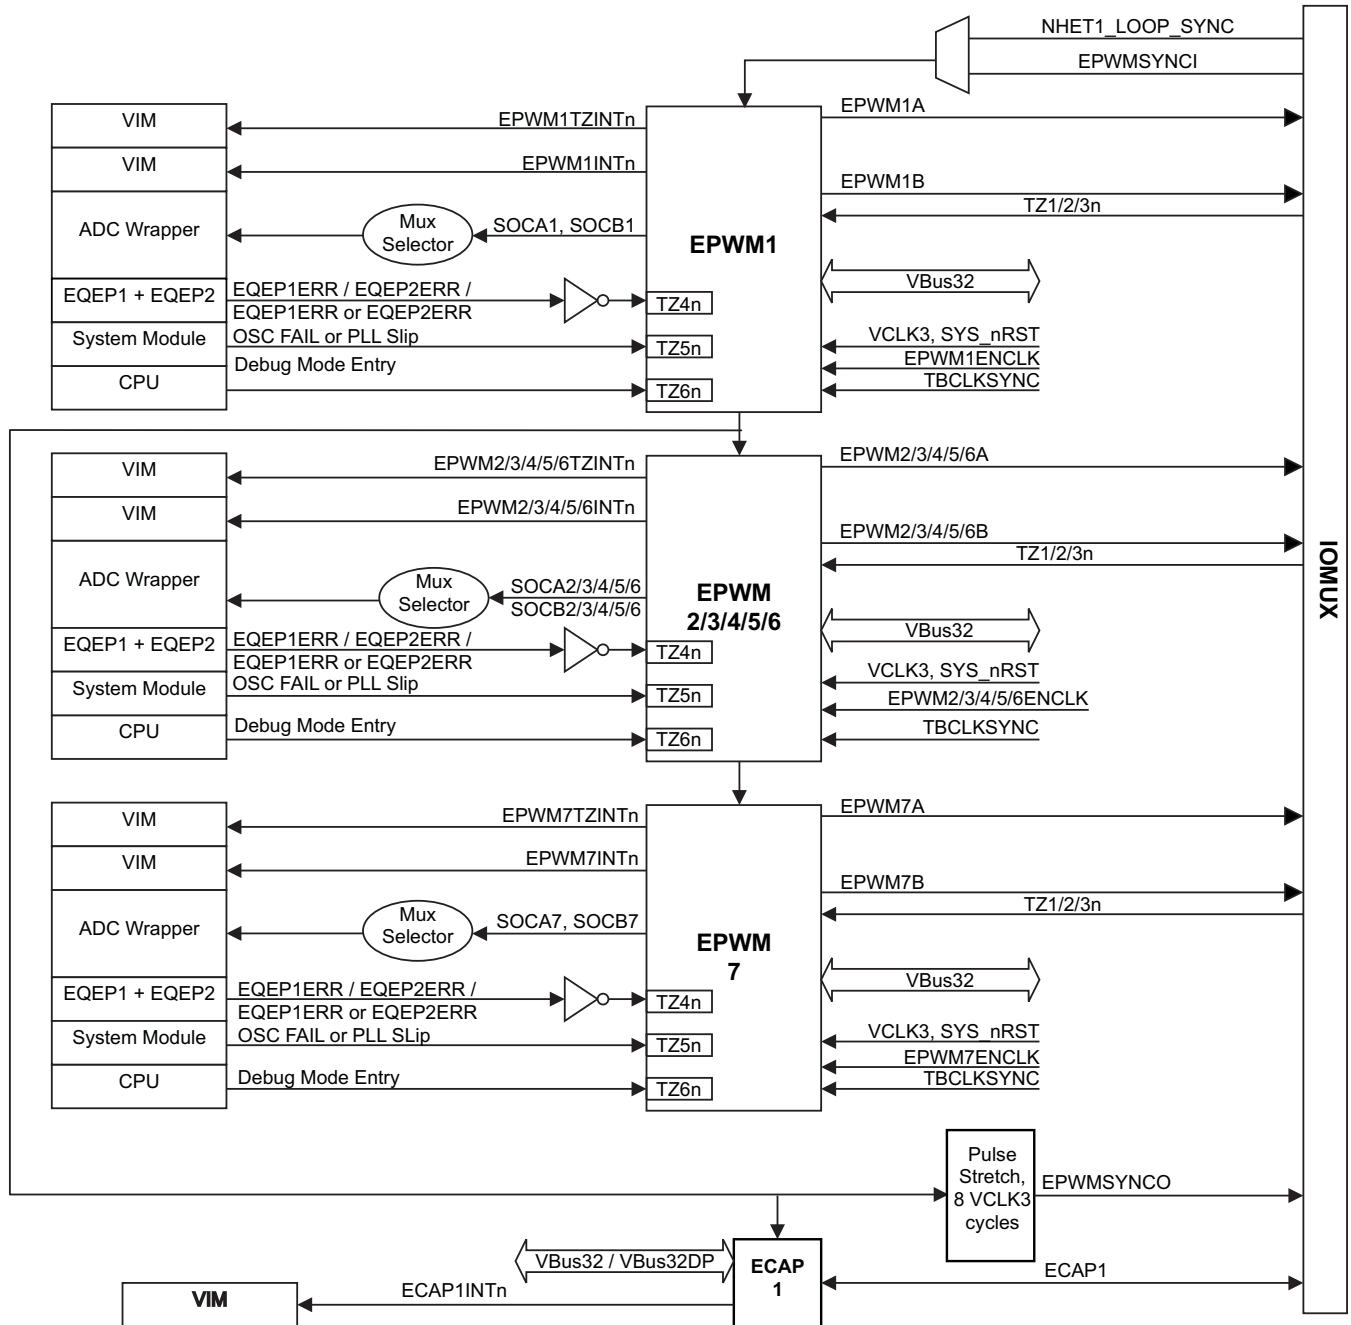 NHET1_LOOP_SYNC
EPWMSYNCI
VIM
EPWM1TZINTn
EPWM1A
VIM
EPWM1INTn
EPWM1B
TZ1/2/3n
ADC Wrapper
Mux
Selector
SOCA1, SOCB1
EPWM1
VBus32
EQEP1 + EQEP2
EQEP1ERR / EQEP2ERR /
EQEP1ERR or EQEP2ERR
TZ4n
System Module
OSC FAIL or PLL Slip
TZ5n
VCLK3, SYS_nRST
EPWM1ENCLK
TBCLKSYNC
CPU
Debug Mode Entry
TZ6n
VIM
EPWM2/3/4/5/6TZINTn
EPWM2/3/4/5/6A
VIM
EPWM2/3/4/5/6INTn
EPWM2/3/4/5/6B
TZ1/2/3n
IOMUX
ADC Wrapper
Mux
Selector
SOCA2/3/4/5/6
SOCB2/3/4/5/6
EPWM
2/3/4/5/6
VBus32
EQEP1 + EQEP2
EQEP1ERR / EQEP2ERR /
EQEP1ERR or EQEP2ERR
TZ4n
System Module
OSC FAIL or PLL Slip
TZ5n
VCLK3, SYS_nRST
EPWM2/3/4/5/6ENCLK
TBCLKSYNC
CPU
Debug Mode Entry
TZ6n
VIM
EPWM7TZINTn
EPWM7A
VIM
EPWM7INTn
EPWM7B
TZ1/2/3n
ADC Wrapper
Mux
Selector
SOCA7, SOCB7
EPWM
7
VBus32
EQEP1 + EQEP2
EQEP1ERR / EQEP2ERR /
EQEP1ERR or EQEP2ERR
TZ4n
System Module
OSC FAIL or PLL SLip
TZ5n
VCLK3, SYS_nRST
EPWM7ENCLK
TBCLKSYNC
CPU
Debug Mode Entry
TZ6n
Pulse
Stretch,
8 VCLK3
cycles
EPWMSYNCO
VBus32 / VBus32DP
ECAP
1
ECAP1
VIM
ECAP1INTn